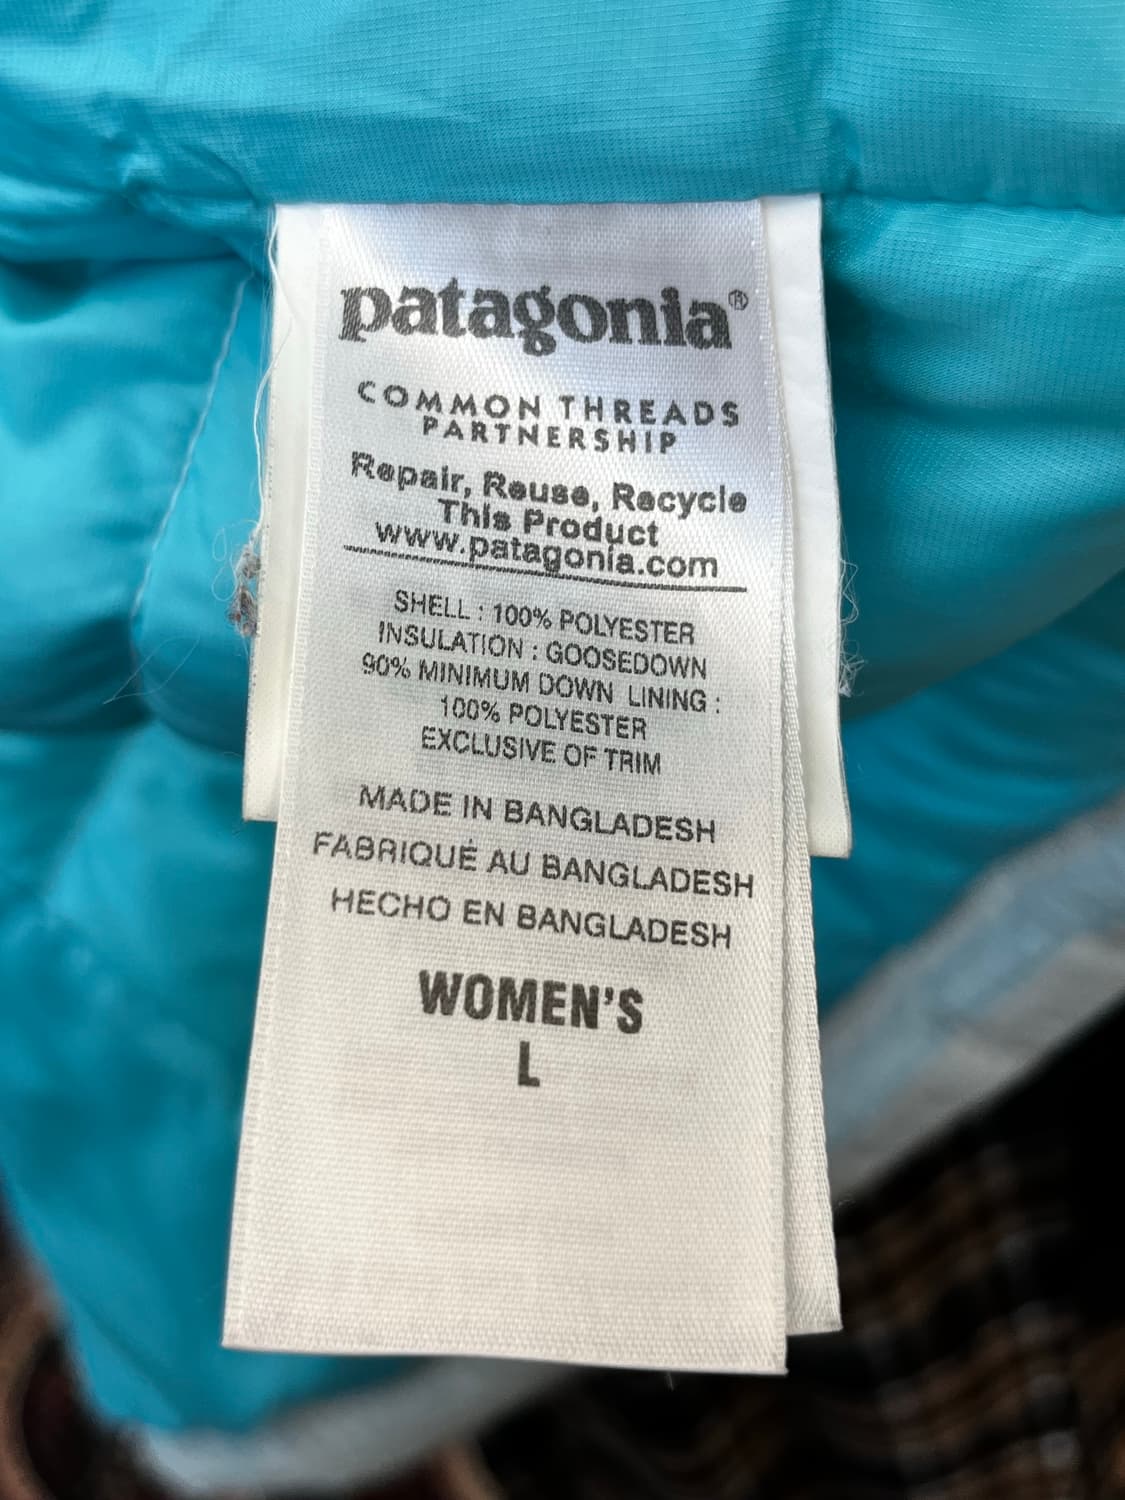 patagonia®
COMMON THREADS
PARTNERSHIP
Repair, Reuse, Recycle
This Product
www.patagonia.com
SHELL : 100% POLYESTER
INSULATION : GOOSEDOWN
90% MINIMUM DOWN LINING :
100% POLYESTER
EXCLUSIVE OF TRIM
MADE IN BANGLADESH
FABRIQUÉ AU BANGLADESH
HECHO EN BANGLADESH
WOMEN'S
L